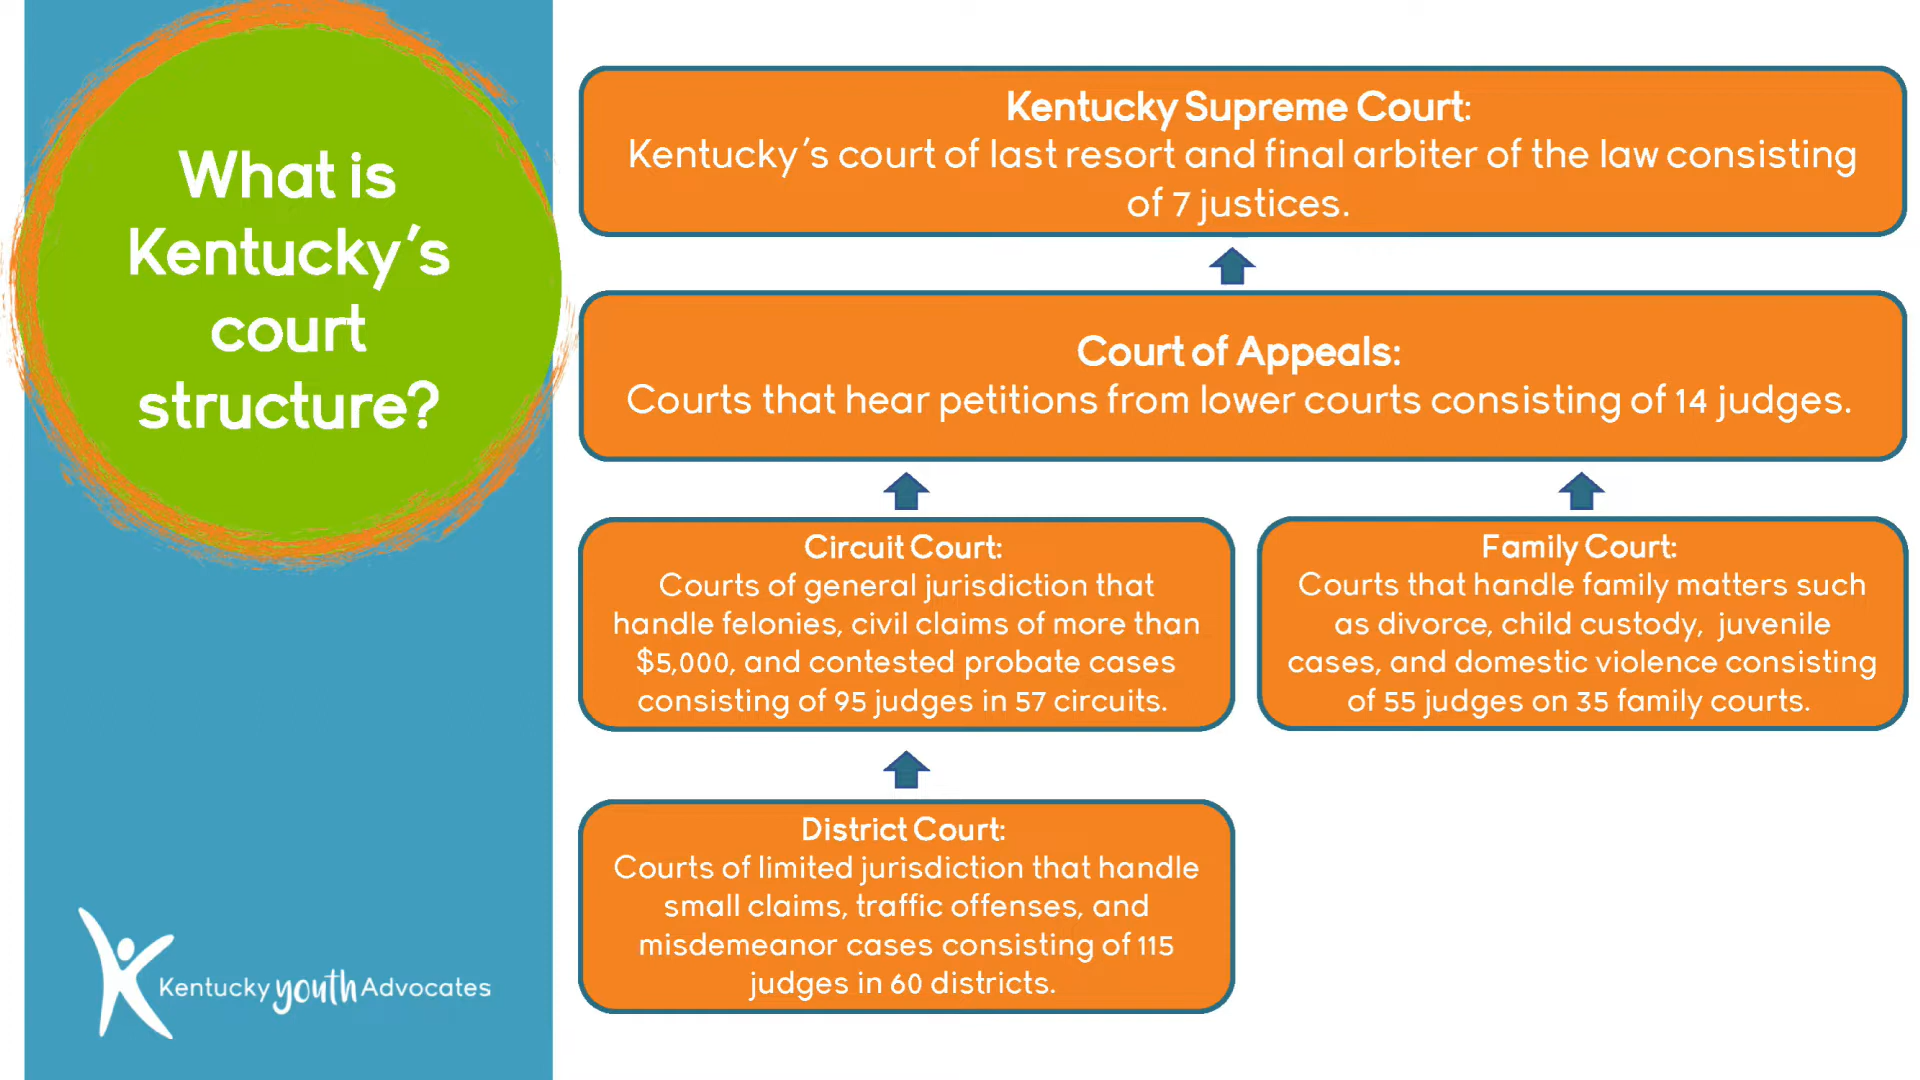 What is
Kentucky’s
court
structure?
Kentucky Supreme Court:
Kentucky’s court of last resort and final arbiter of the law consisting
of 7 justices.
Court of Appeals:
Courts that hear petitions from lower courts consisting of 14 judges.
Circuit Court:
Courts of general jurisdiction that
handle felonies, civil claims of more than
$5,000, and contested probate cases
consisting of 95 judges in 57 circuits.
Family Court:
Courts that handle family matters such
as divorce, child custody, juvenile
cases, and domestic violence consisting
of 55 judges on 35 family courts.
District Court:
Courts of limited jurisdiction that handle
small claims, traffic offenses, and
misdemeanor cases consisting of 115
judges in 60 districts.
Kentucky youth Advocates